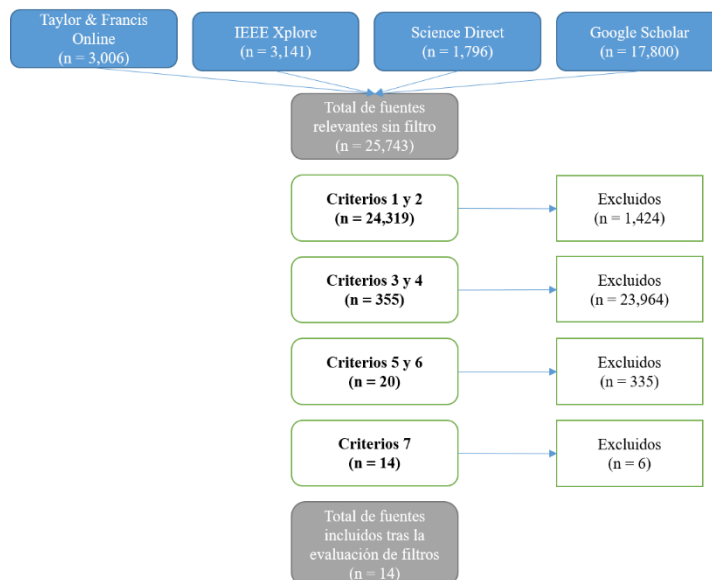 Taylor & Francis
Online
(n = 3,006)
IEEE Xplore
(n = 3,141)
Science Direct
(n = 1,796)
Google Scholar
(n = 17,800)
Total de fuentes
relevantes sin filtro
(n = 25,743)
Criterios 1 y 2
(n = 24,319)
Excluidos
(n = 1,424)
Criterios 3 y 4
(n = 355)
Excluidos
(n = 23,964)
Criterios 5 y 6
(n = 20)
Excluidos
(n = 335)
Criterios 7
(n = 14)
Excluidos
(n = 6)
Total de fuentes
incluidos tras la
evaluación de filtros
(n = 14)